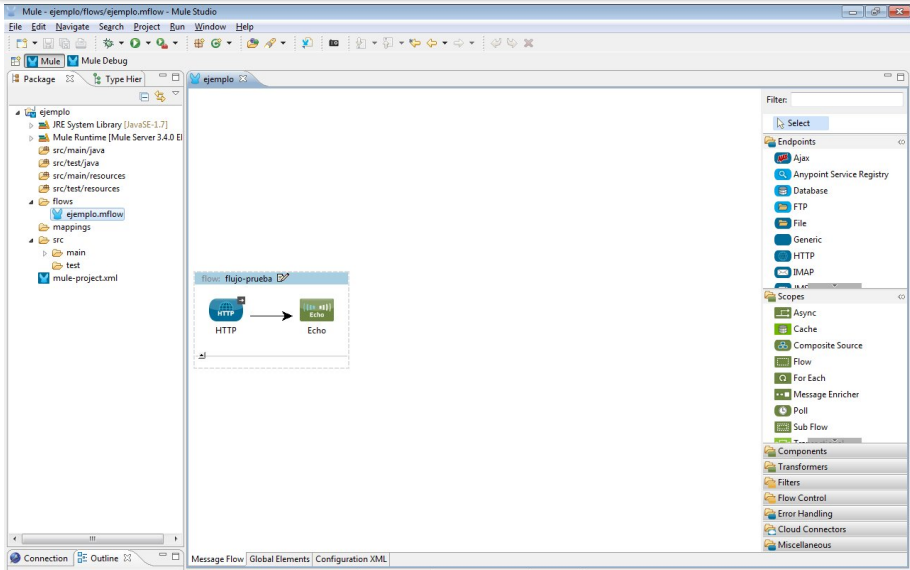 Mule - ejemplo/flows/ejemplo.mflow - Mule Studio
File Edit Navigate Search Project Run Window Help
Mule Mule Debug
Package Type Hier
ejemplo
JRE System Library [JavaSE-1.7]
Mule Runtime [Mule Server 3.4.0 EI
src/main/java
src/test/java
src/main/resources
src/test/resources
flows
ejemplo.mflow
mappings
src
main
test
mule-project.xml
Connection Outline
ejemplo
flow: flujo-prueba
HTTP Echo
HTTP Echo
Message Flow Global Elements Configuration XML
Filter:
Select
Endpoints
Ajax
Anypoint Service Registry
Database
FTP
File
Generic
HTTP
IMAP
Scopes
Async
Cache
Composite Source
Flow
For Each
Message Enricher
Poll
Sub Flow
Components
Transformers
Filters
Flow Control
Error Handling
Cloud Connectors
Miscellaneous